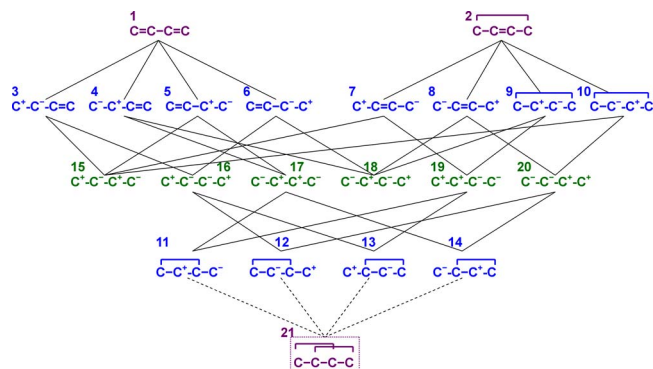 1 2
C=C–C=C C–C=C–C
3 4 5 6 7 8 9 10
C⁺-C⁻-C=C C⁻-C⁺-C=C C=C-C⁺-C⁻ C=C-C⁻-C⁺ C⁺-C=C-C⁻ C⁻-C=C-C⁺ C-C⁺-C⁻-C C-C⁻-C⁺-C
15 16 17 18 19 20
C⁺-C⁻-C⁺-C⁻ C⁺-C⁻-C⁻-C⁺ C⁻-C⁺-C⁺-C⁻ C⁻-C⁺-C⁻-C⁺ C⁺-C⁺-C⁻-C⁻ C⁻-C⁻-C⁺-C⁺
11 12 13 14
C–C⁺-C–C⁻ C–C⁻-C–C⁺ C⁺-C–C⁻-C C⁻-C–C⁺-C
21
C–C–C–C